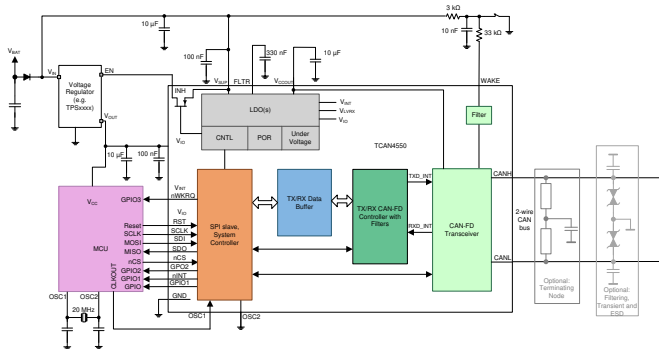 3 kΩ
10 µF
10 nF
33 kΩ
100 nF
330 nF
10 µF
VBAT
VIN
EN
Voltage
Regulator
(e.g.
TPSxxxx)
VOUT
INH
VSUP
FLTR
VCCOUT
WAKE
LDO(s)
VINT
VLVRX
VIO
VIO
CNTL
POR
Under
Voltage
TCAN4550
Filter
10 µF
100 nF
VCC
MCU
GPIO3
Reset
SCLK
MOSI
MISO
nCS
GPIO2
GPIO1
GPIO
CLKOUT
VINT
nWKRQ
VIO
RST
SCLK
SDI
SDO
nCS
GPO2
nINT
GPIO1
GND
SPI slave,
System
Controller
TX/RX Data
Buffer
TX/RX CAN-FD
Controller with
Filters
TXD_INT
RXD_INT
CAN-FD
Transceiver
CANH
CANL
2-wire
CAN
bus
Optional:
Terminating
Node
Optional:
Filtering,
Transient and
ESD
OSC1
OSC2
20 MHz
OSC1
OSC2